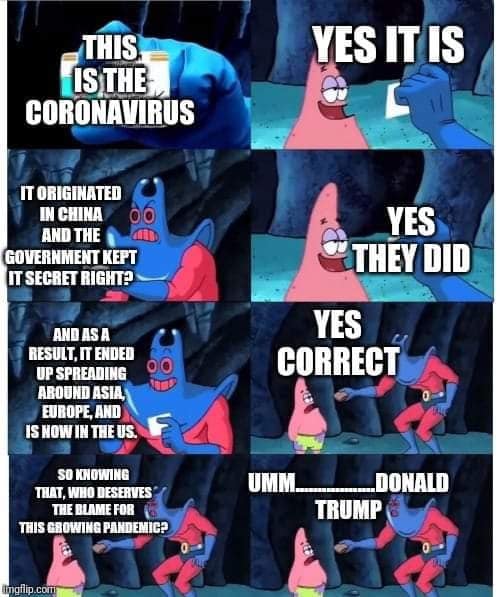 THIS
IS THE
CORONAVIRUS
YES IT IS
IT ORIGINATED
IN CHINA
AND THE
GOVERNMENT KEPT
IT SECRET RIGHT?
YES
THEY DID
AND AS A
RESULT, IT ENDED
UP SPREADING
AROUND ASIA,
EUROPE, AND
IS NOW IN THE US.
YES
CORRECT
SO KNOWING
THAT, WHO DESERVES
THE BLAME FOR
THIS GROWING PANDEMIC?
UMM.................DONALD
TRUMP
imgflip.com